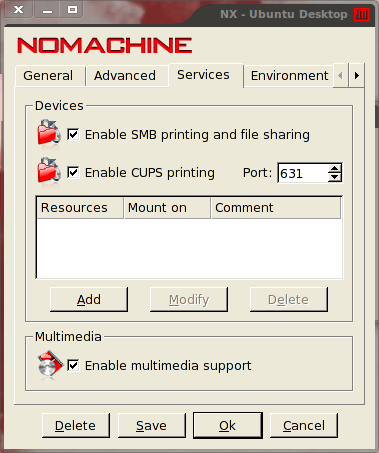 NX - Ubuntu Desktop
NOMACHINE
General Advanced Services Environment
Devices
Enable SMB printing and file sharing
Enable CUPS printing Port: 631
Resources Mount on Comment
Add Modify Delete
Multimedia
Enable multimedia support
Delete Save Ok Cancel